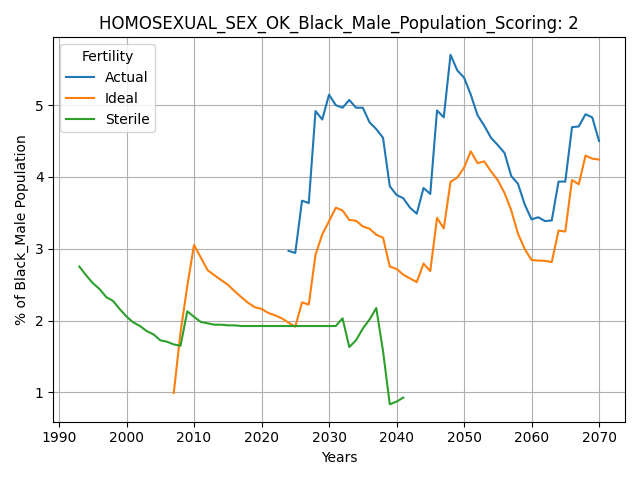 HOMOSEXUAL_SEX_OK_Black_Male_Population_Scoring: 2
Fertility
Actual
Ideal
Sterile
% of Black_Male Population
5
4
3
2
1
1990 2000 2010 2020 2030 2040 2050 2060 2070
Years